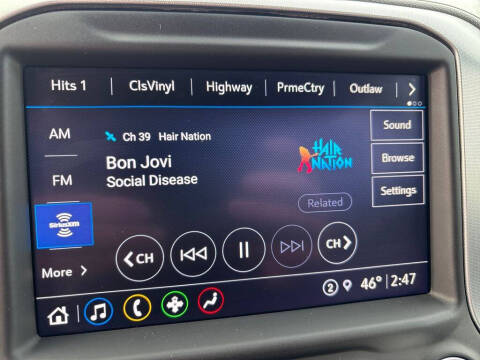 Hits 1 ClsVinyl Highway PrmeCtry Outlaw
AM
Ch 39 Hair Nation
HAIR
NATION
Sound
Bon Jovi
Social Disease
Browse
FM
Related
Settings
SiriusXM
CH
CH
More
2 46° 2:47